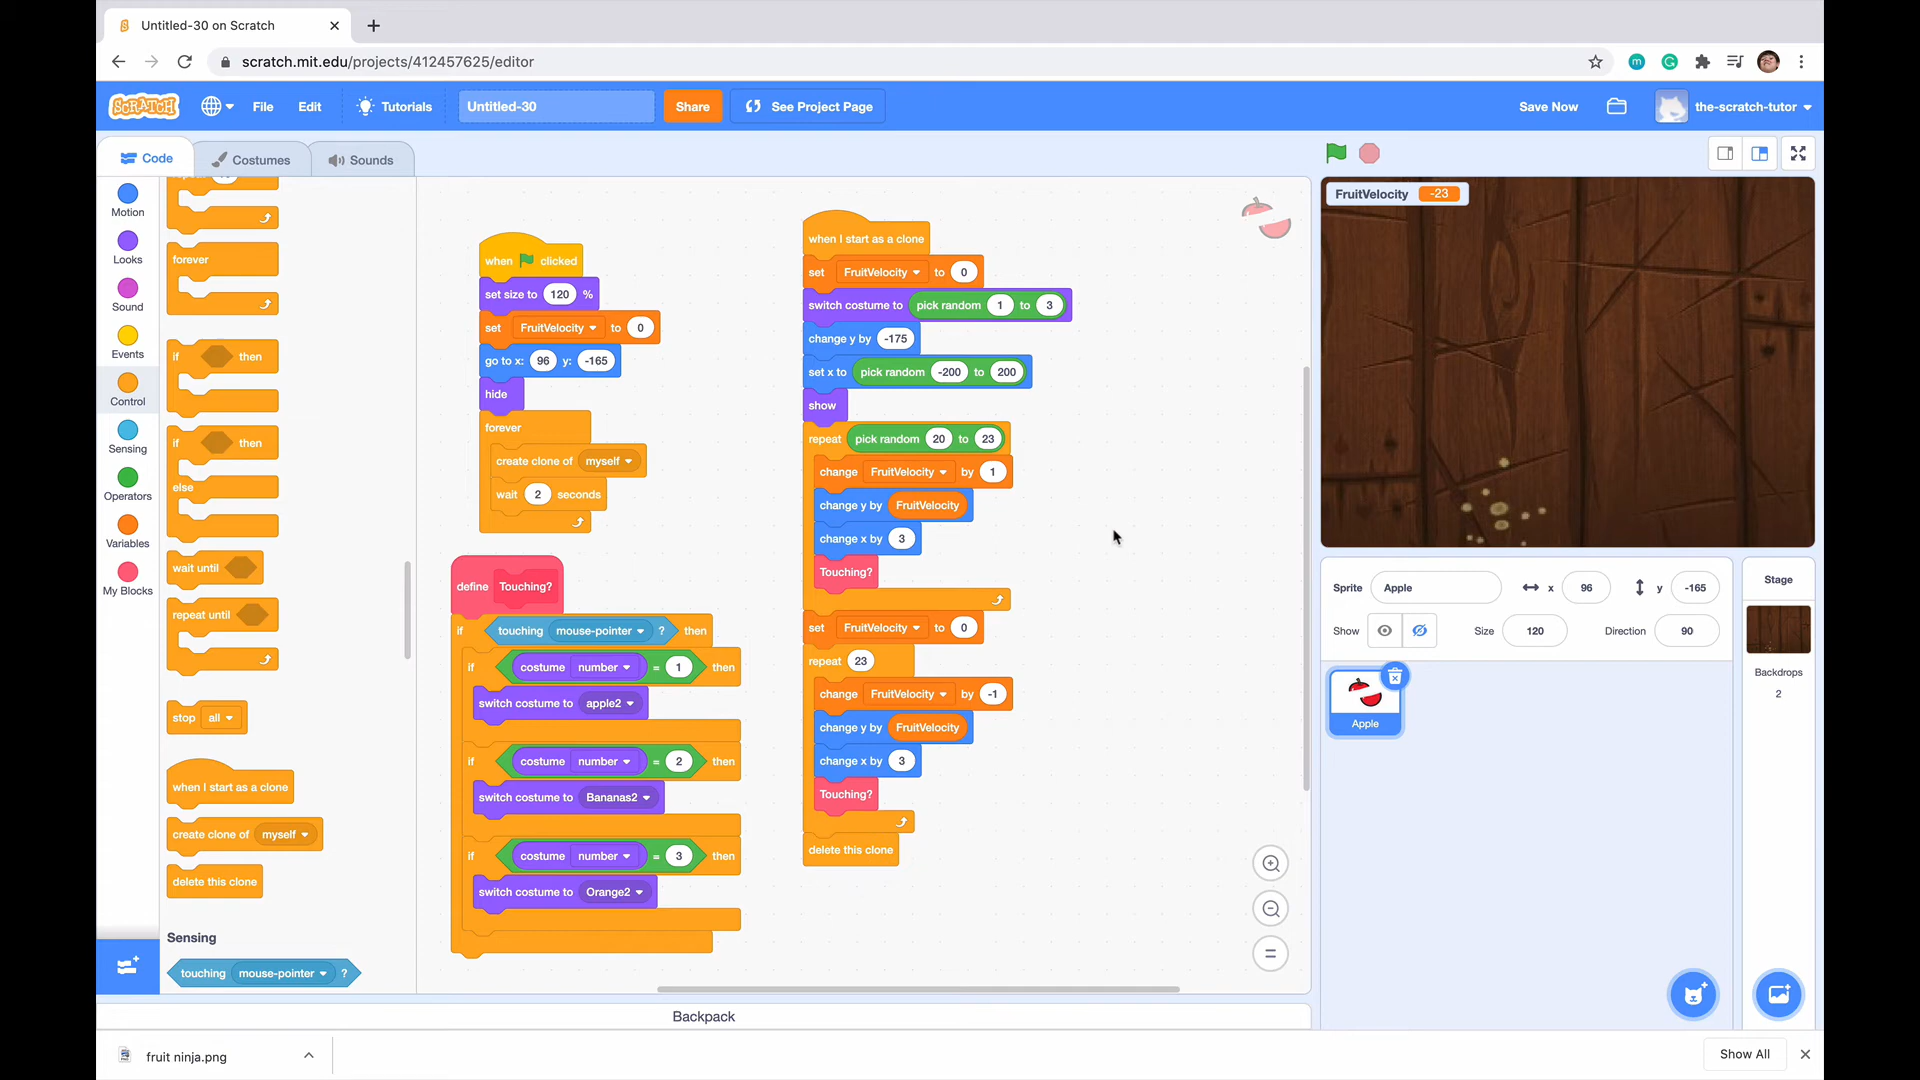 Untitled-30 on Scratch
scratch.mit.edu/projects/412457625/editor
SCRATCH
File
Edit
Tutorials
Untitled-30
Share
See Project Page
Save Now
the-scratch-tutor
Code
Costumes
Sounds
Motion
Looks
Sound
Events
Control
Sensing
Operators
Variables
My Blocks
forever
if then
if then
else
wait until
repeat until
stop all
when I start as a clone
create clone of myself
delete this clone
Sensing
touching mouse-pointer ?
when clicked
set size to 120 %
set FruitVelocity to 0
go to x: 96 y: -165
hide
forever
create clone of myself
wait 2 seconds
define Touching?
if touching mouse-pointer ? then
if costume number = 1 then
switch costume to apple2
if costume number = 2 then
switch costume to Bananas2
if costume number = 3 then
switch costume to Orange2
when I start as a clone
set FruitVelocity to 0
switch costume to pick random 1 to 3
change y by -175
set x to pick random -200 to 200
show
repeat pick random 20 to 23
change FruitVelocity by 1
change y by FruitVelocity
change x by 3
Touching?
set FruitVelocity to 0
repeat 23
change FruitVelocity by -1
change y by FruitVelocity
change x by 3
Touching?
delete this clone
FruitVelocity -23
Sprite Apple x 96 y -165
Show Size 120 Direction 90
Apple
Stage
Backdrops
2
Backpack
fruit ninja.png
Show All